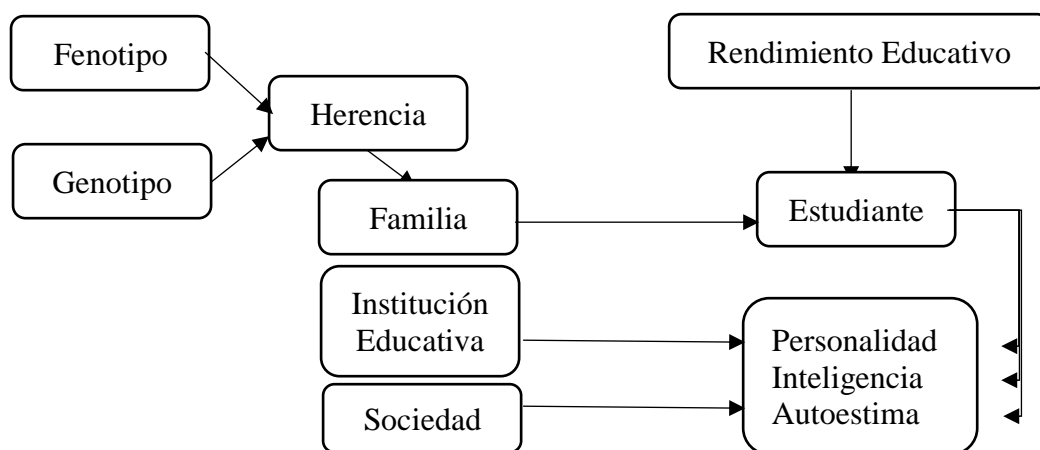 Fenotipo
Rendimiento Educativo
Herencia
Genotipo
Familia
Estudiante
Institución
Educativa
Personalidad
Inteligencia
Autoestima
Sociedad